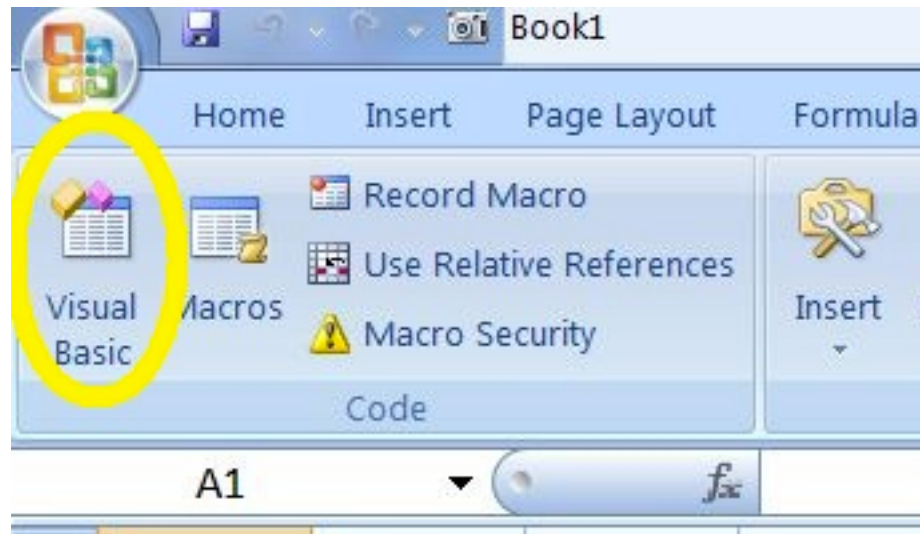 Book1
Home Insert Page Layout Formula
Record Macro
Use Relative References
Macro Security
Visual Basic
Macros
Insert
Code
A1
fx